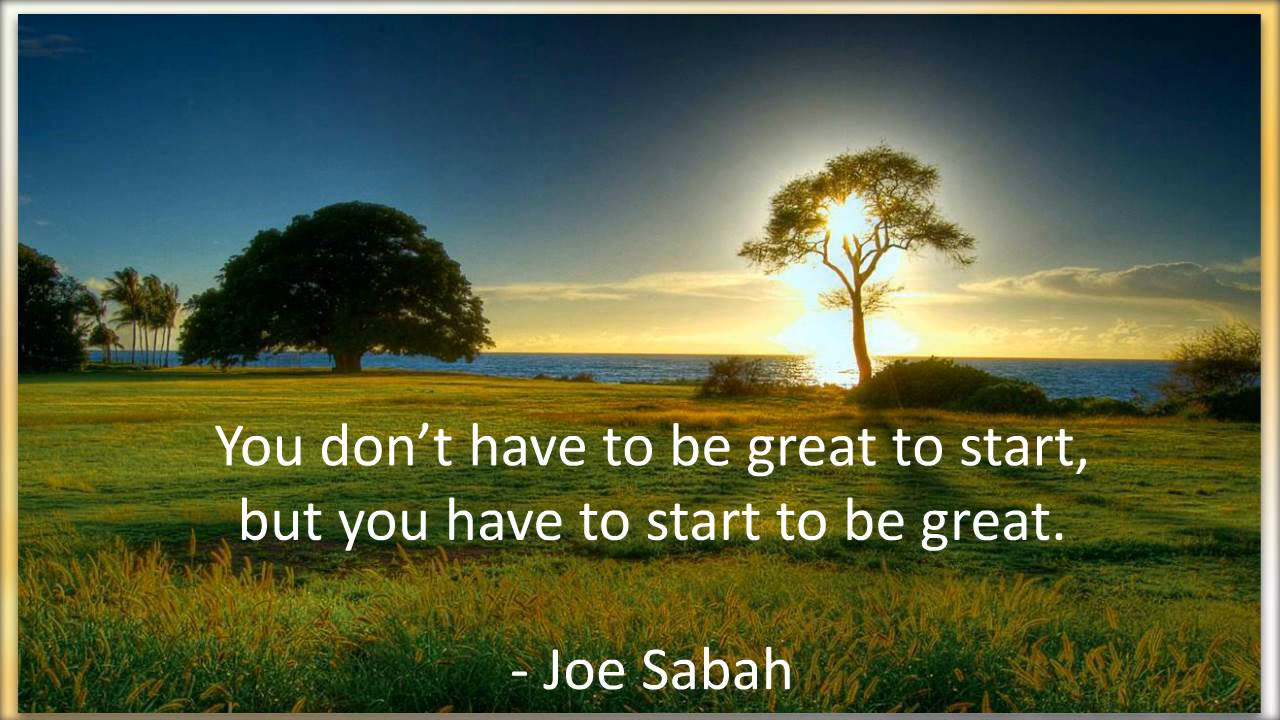 You don’t have to be great to start,
but you have to start to be great.
- Joe Sabah